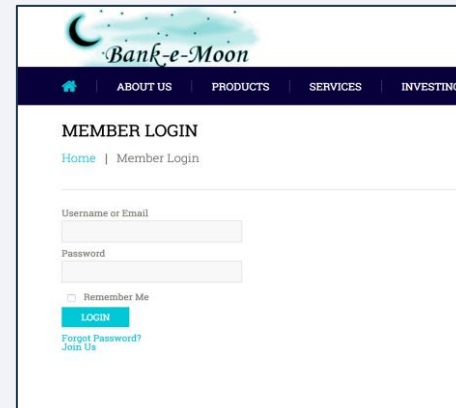 Bank-e-Moon
ABOUT US | PRODUCTS | SERVICES | INVESTING
MEMBER LOGIN
Home | Member Login
Username or Email
Password
Remember Me
LOGIN
Forgot Password?
Join Us